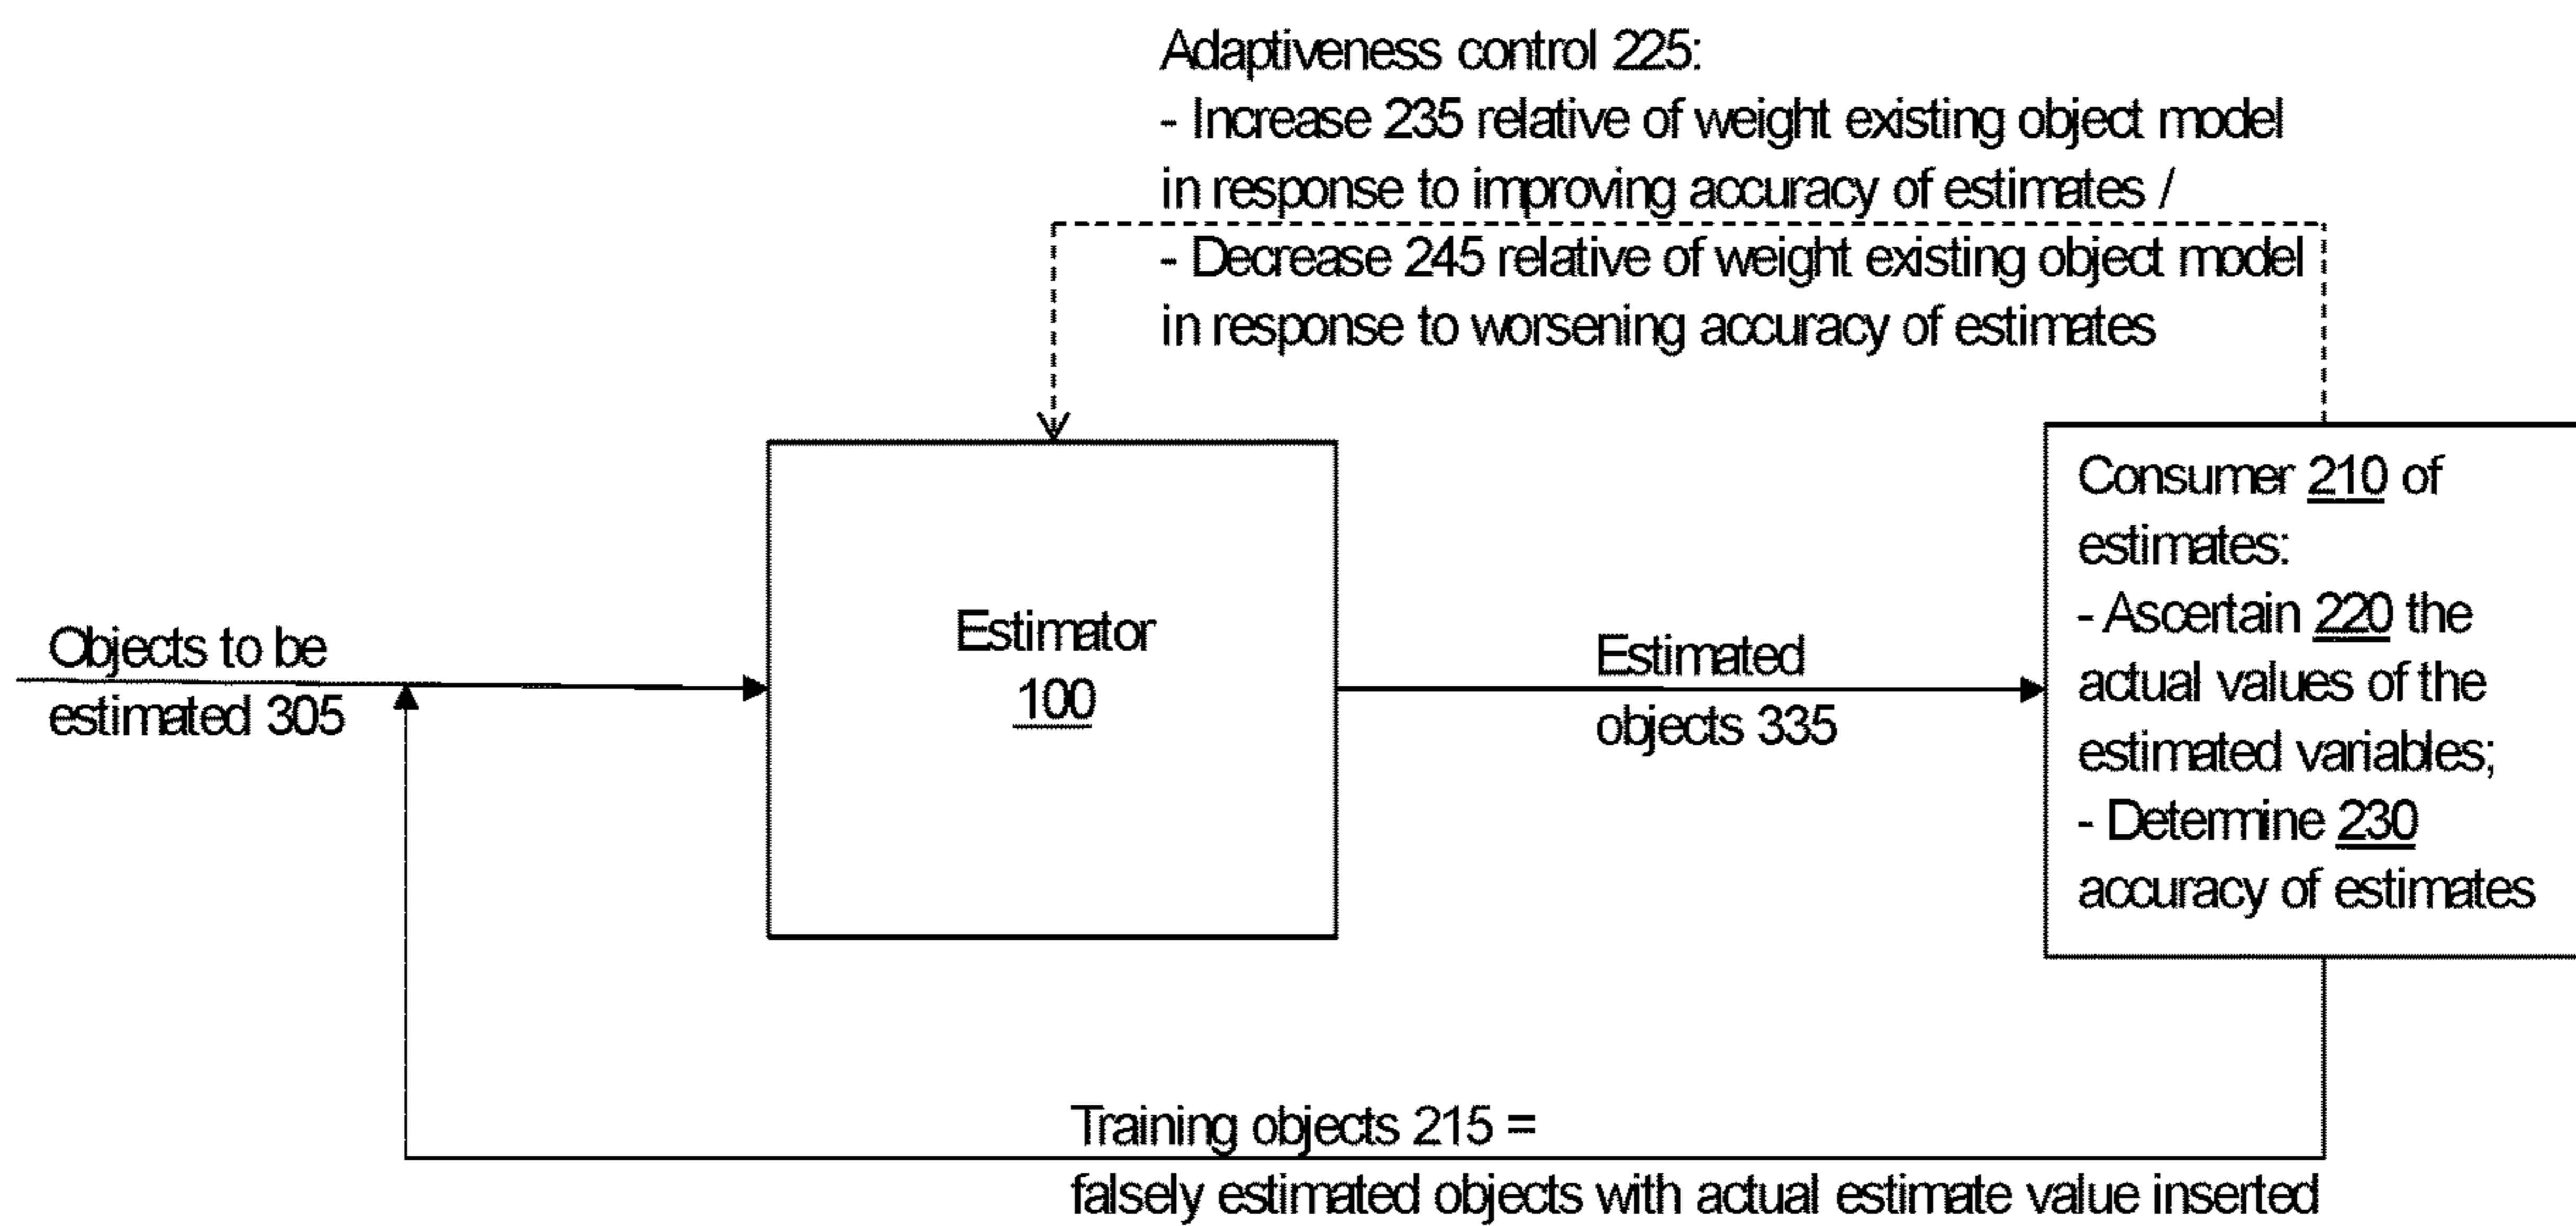 Adaptiveness control 225:
- Increase 235 relative of weight existing object model
in response to improving accuracy of estimates /
- Decrease 245 relative of weight existing object model
in response to worsening accuracy of estimates
Objects to be
estimated 305
Estimator
100
Estimated
objects 335
Consumer 210 of
estimates:
- Ascertain 220 the
actual values of the
estimated variables;
- Determine 230
accuracy of estimates
Training objects 215 =
falsely estimated objects with actual estimate value inserted